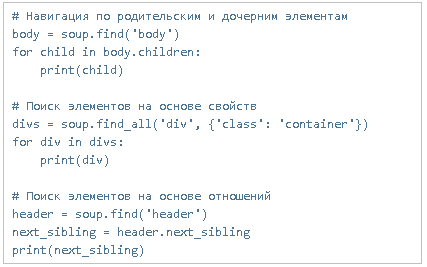 # Навигация по родительским и дочерним элементам
body = soup.find('body')
for child in body.children:
    print(child)

# Поиск элементов на основе свойств
divs = soup.find_all('div', {'class': 'container'})
for div in divs:
    print(div)

# Поиск элементов на основе отношений
header = soup.find('header')
next_sibling = header.next_sibling
print(next_sibling)